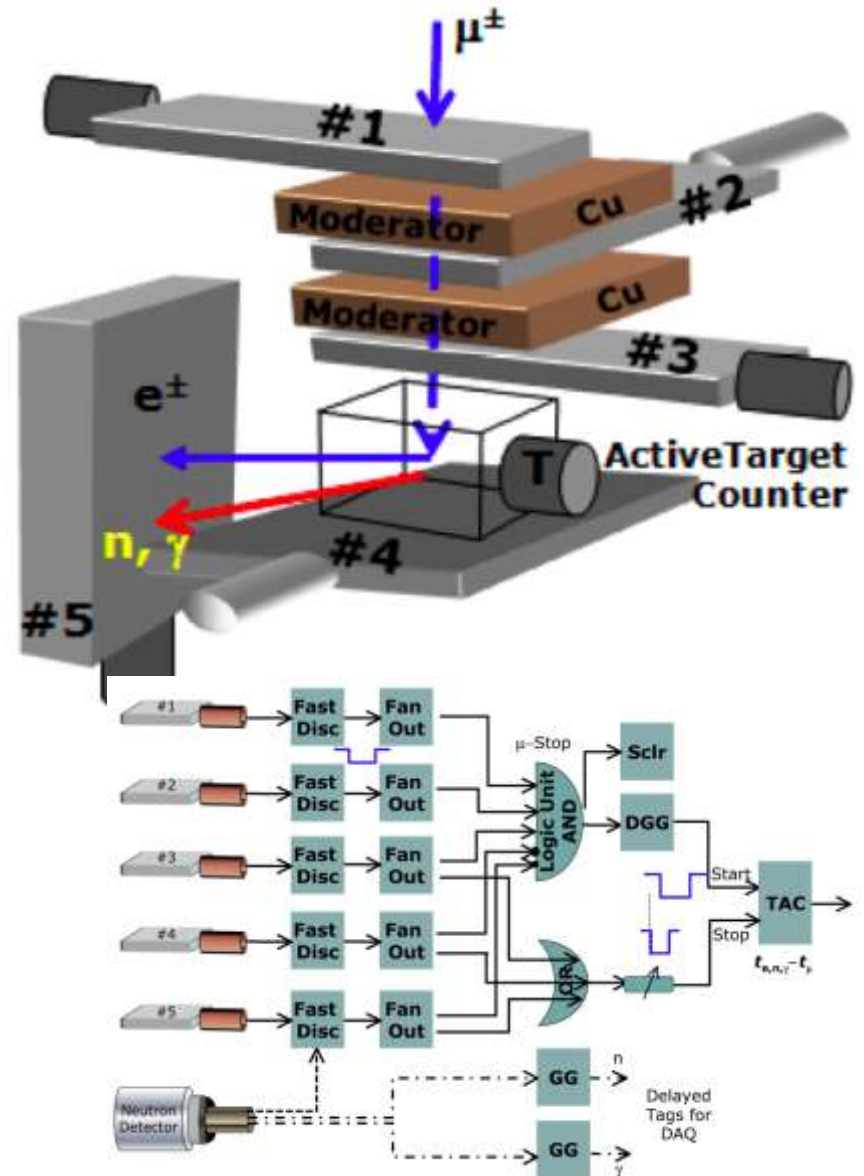 μ±
#1
Moderator Cu
#2
Moderator Cu
#3
e±
T
ActiveTarget
Counter
n, γ
#4
#5
#1
Fast
Disc
Fan
Out
#2
Fast
Disc
Fan
Out
#3
Fast
Disc
Fan
Out
#4
Fast
Disc
Fan
Out
#5
Fast
Disc
Fan
Out
μ-Stop
Logic Unit
AND
Sclr
DGG
Start
TAC
Stop
OR
te,n,γ-tμ
Neutron
Detector
GG
n
GG
γ
Delayed
Tags for
DAQ